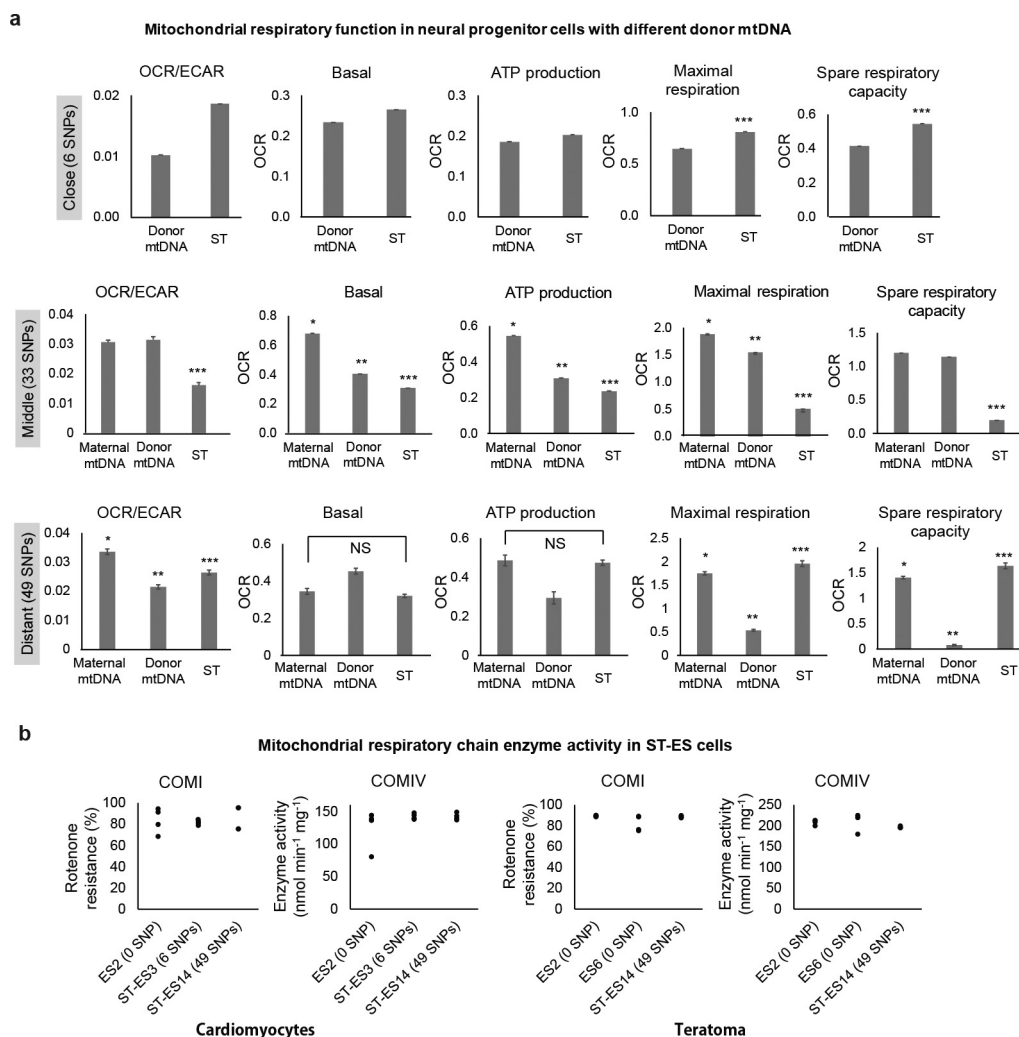 a
Mitochondrial respiratory function in neural progenitor cells with different donor mtDNA
Close (6 SNPs)
OCR/ECAR
0.02
0.01
0.00
Donor
mtDNA
ST
Basal
OCR
0.3
0.2
0.1
0.0
Donor
mtDNA
ST
ATP production
OCR
0.3
0.2
0.1
0.0
Donor
mtDNA
ST
Maximal
respiration
OCR
1.0
0.5
0.0
***
Donor
mtDNA
ST
Spare respiratory
capacity
OCR
0.6
0.4
0.2
0.0
***
Donor
mtDNA
ST
Middle (33 SNPs)
OCR/ECAR
0.04
0.03
0.02
0.01
0
***
Maternal
mtDNA
Donor
mtDNA
ST
Basal
OCR
0.8
0.6
0.4
0.2
0.0
*
**
***
Maternal
mtDNA
Donor
mtDNA
ST
ATP production
OCR
0.6
0.4
0.2
0.0
*
**
***
Maternal
mtDNA
Donor
mtDNA
ST
Maximal respiration
OCR
2.0
1.5
1.0
0.5
0.0
*
**
***
Maternal
mtDNA
Donor
mtDNA
ST
Spare respiratory
capacity
OCR
1.5
1.0
0.5
0.0
***
Maternal
mtDNA
Donor
mtDNA
ST
Distant (49 SNPs)
OCR/ECAR
0.04
0.03
0.02
0.01
0
*
**
***
Maternal
mtDNA
Donor
mtDNA
ST
Basal
OCR
0.6
0.4
0.2
0
NS
Maternal
mtDNA
Donor
mtDNA
ST
ATP production
OCR
0.6
0.4
0.2
0
NS
Maternal
mtDNA
Donor
mtDNA
ST
Maximal respiration
OCR
2.5
2
1.5
1
0.5
0
*
**
***
Maternal
mtDNA
Donor
mtDNA
ST
Spare respiratory
capacity
OCR
2
1.5
1
0.5
0
*
**
***
Maternal
mtDNA
Donor
mtDNA
ST
b
Mitochondrial respiratory chain enzyme activity in ST-ES cells
COMI
Rotenone
resistance (%)
100
80
60
40
20
0
ES2 (0 SNP)
ST-ES3 (6 SNPs)
ST-ES14 (49 SNPs)
COMIV
Enzyme activity
(nmol min-1 mg-1)
150
100
50
0
ES2 (0 SNP)
ST-ES3 (6 SNPs)
ST-ES14 (49 SNPs)
Cardiomyocytes
COMI
Rotenone
resistance (%)
100
80
60
40
20
0
ES2 (0 SNP)
ES6 (0 SNP)
ST-ES14 (49 SNPs)
COMIV
Enzyme activity
(nmol min-1 mg-1)
250
200
150
100
50
0
ES2 (0 SNP)
ES6 (0 SNP)
ST-ES14 (49 SNPs)
Teratoma